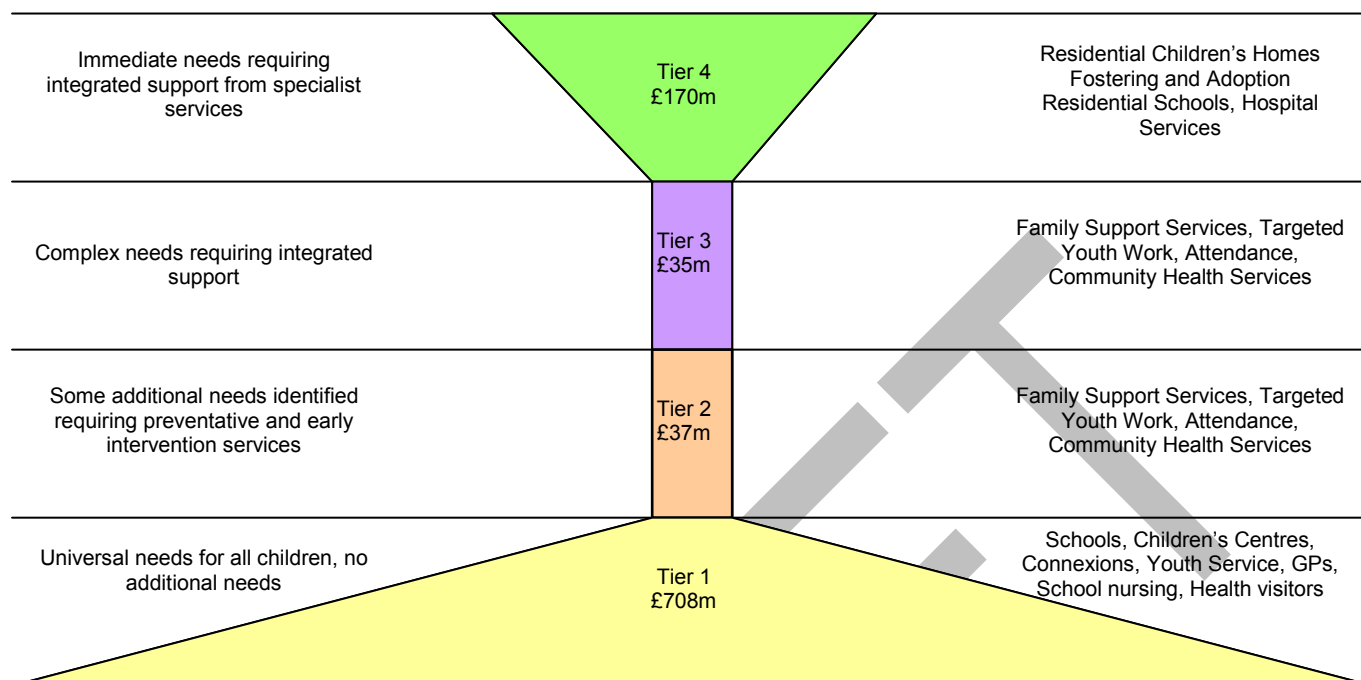 Immediate needs requiring
integrated support from specialist
services
Tier 4
£170m
Residential Children’s Homes
Fostering and Adoption
Residential Schools, Hospital
Services
Complex needs requiring integrated
support
Tier 3
£35m
Family Support Services, Targeted
Youth Work, Attendance,
Community Health Services
Some additional needs identified
requiring preventative and early
intervention services
Tier 2
£37m
Family Support Services, Targeted
Youth Work, Attendance,
Community Health Services
Universal needs for all children, no
additional needs
Tier 1
£708m
Schools, Children’s Centres,
Connexions, Youth Service, GPs,
School nursing, Health visitors